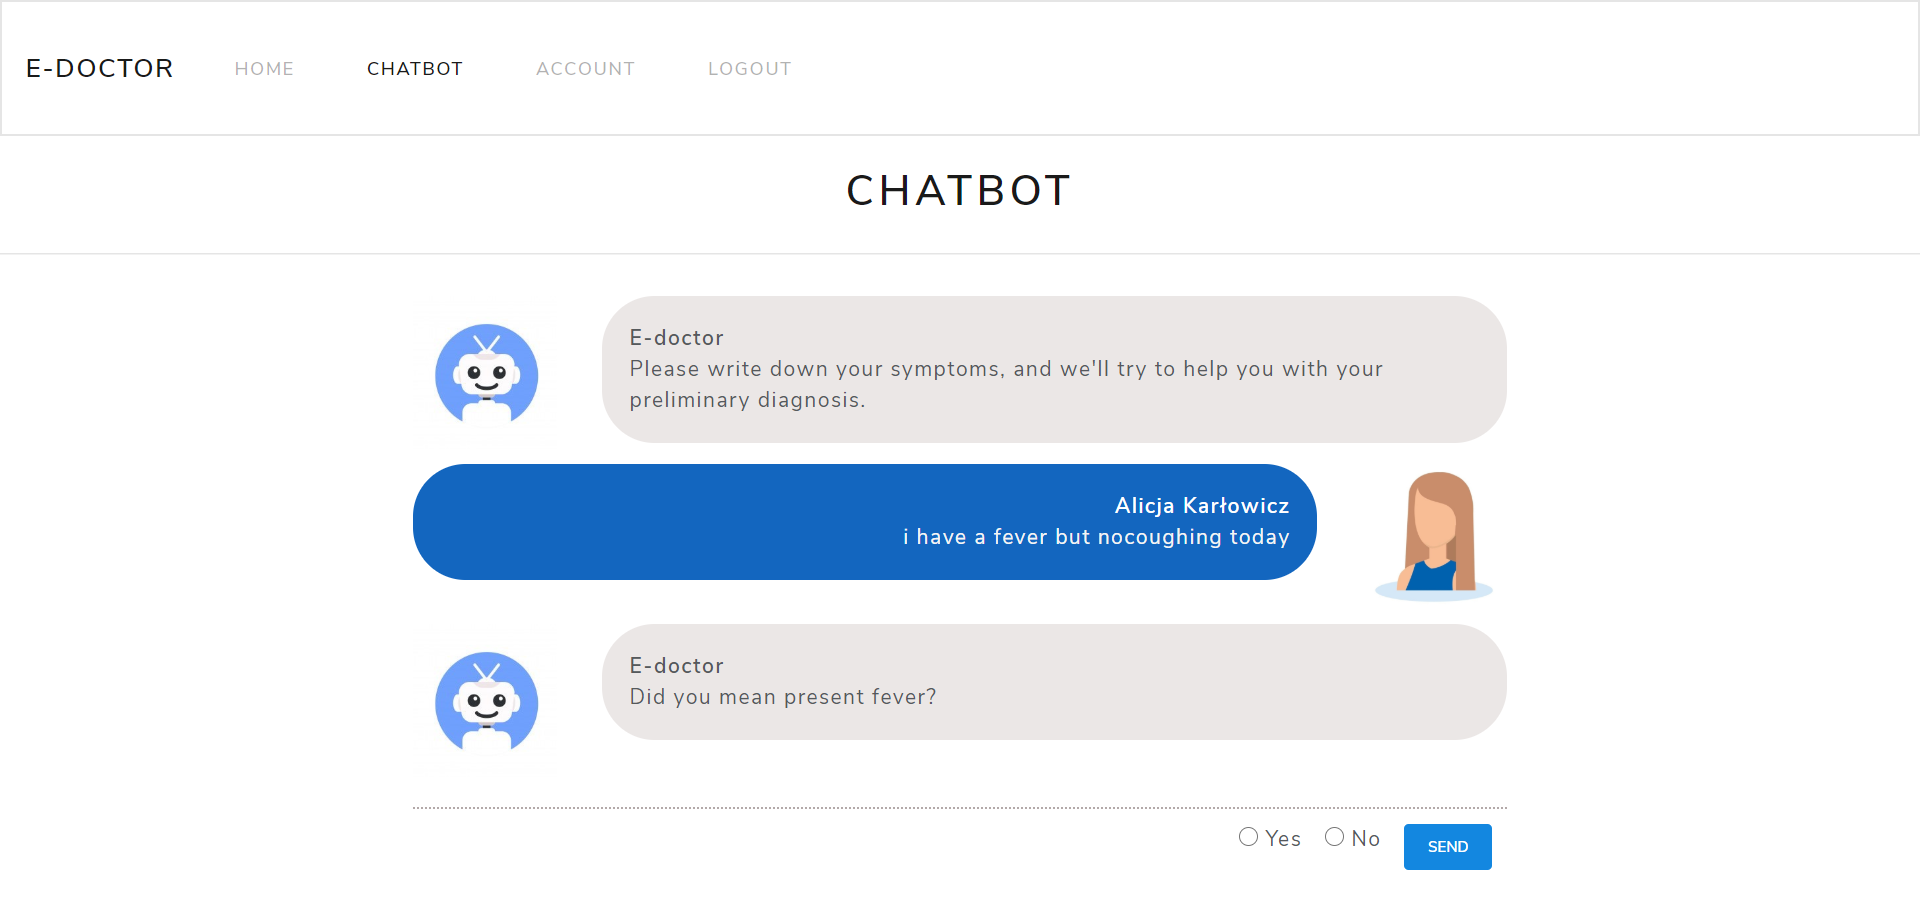 E-DOCTOR HOME CHATBOT ACCOUNT LOGOUT
CHATBOT
E-doctor
Please write down your symptoms, and we'll try to help you with your
preliminary diagnosis.
Alicja Karłowicz
i have a fever but nocoughing today
E-doctor
Did you mean present fever?
Yes No SEND